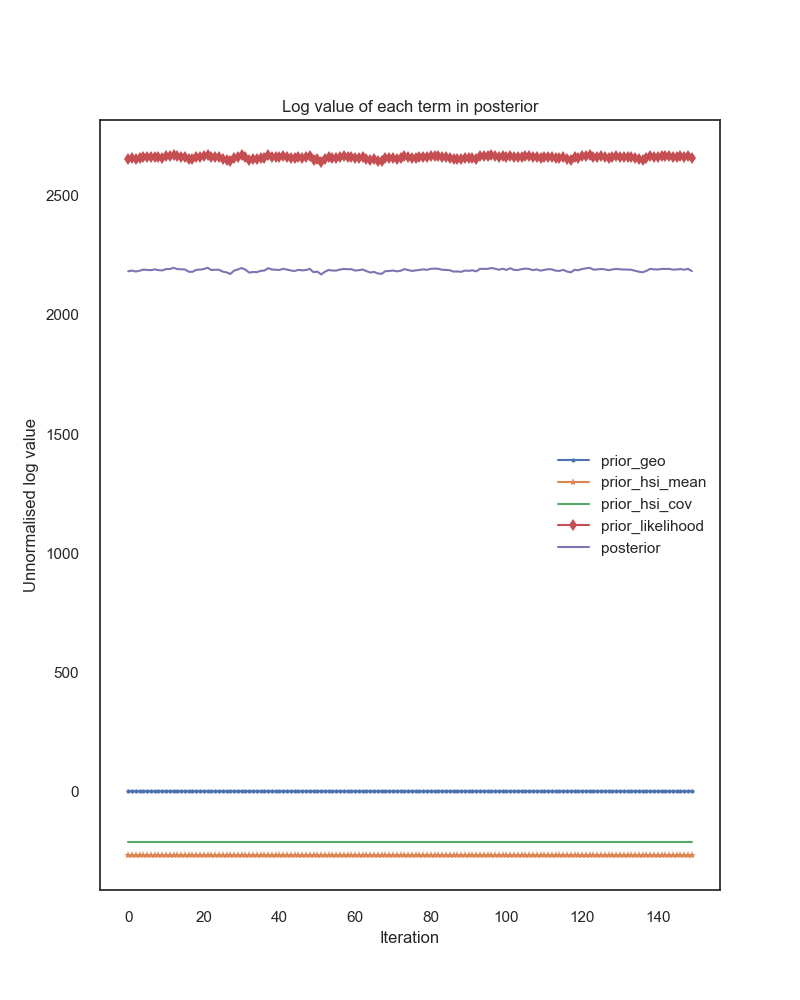 Log value of each term in posterior
Unnormalised log value
2500
2000
1500
1000
500
0
prior_geo
prior_hsi_mean
prior_hsi_cov
prior_likelihood
posterior
0 20 40 60 80 100 120 140
Iteration